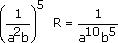 (1/(a²b))⁵ R = 1/(a¹⁰b⁵)